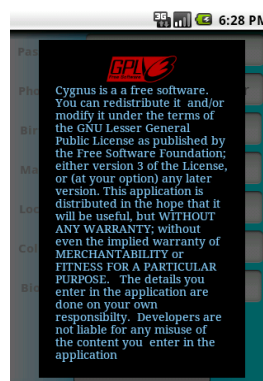 3G 6:28 PM
GPL v3
Free Software
Cygnus is a a free software.
You can redistribute it and/or
modify it under the terms of
the GNU Lesser General
Public License as published by
the Free Software Foundation;
either version 3 of the License,
or (at your option) any later
version. This application is
distributed in the hope that it
will be useful, but WITHOUT
ANY WARRANTY; without
even the implied warranty of
MERCHANTABILITY or
FITNESS FOR A PARTICULAR
PURPOSE. The details you
enter in the application are
done on your own
responsibilty. Developers are
not liable for any misuse of
the content you enter in the
application